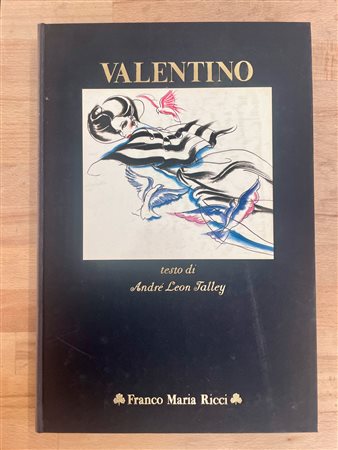 VALENTINO
testo di
André Leon Talley
Franco Maria Ricci